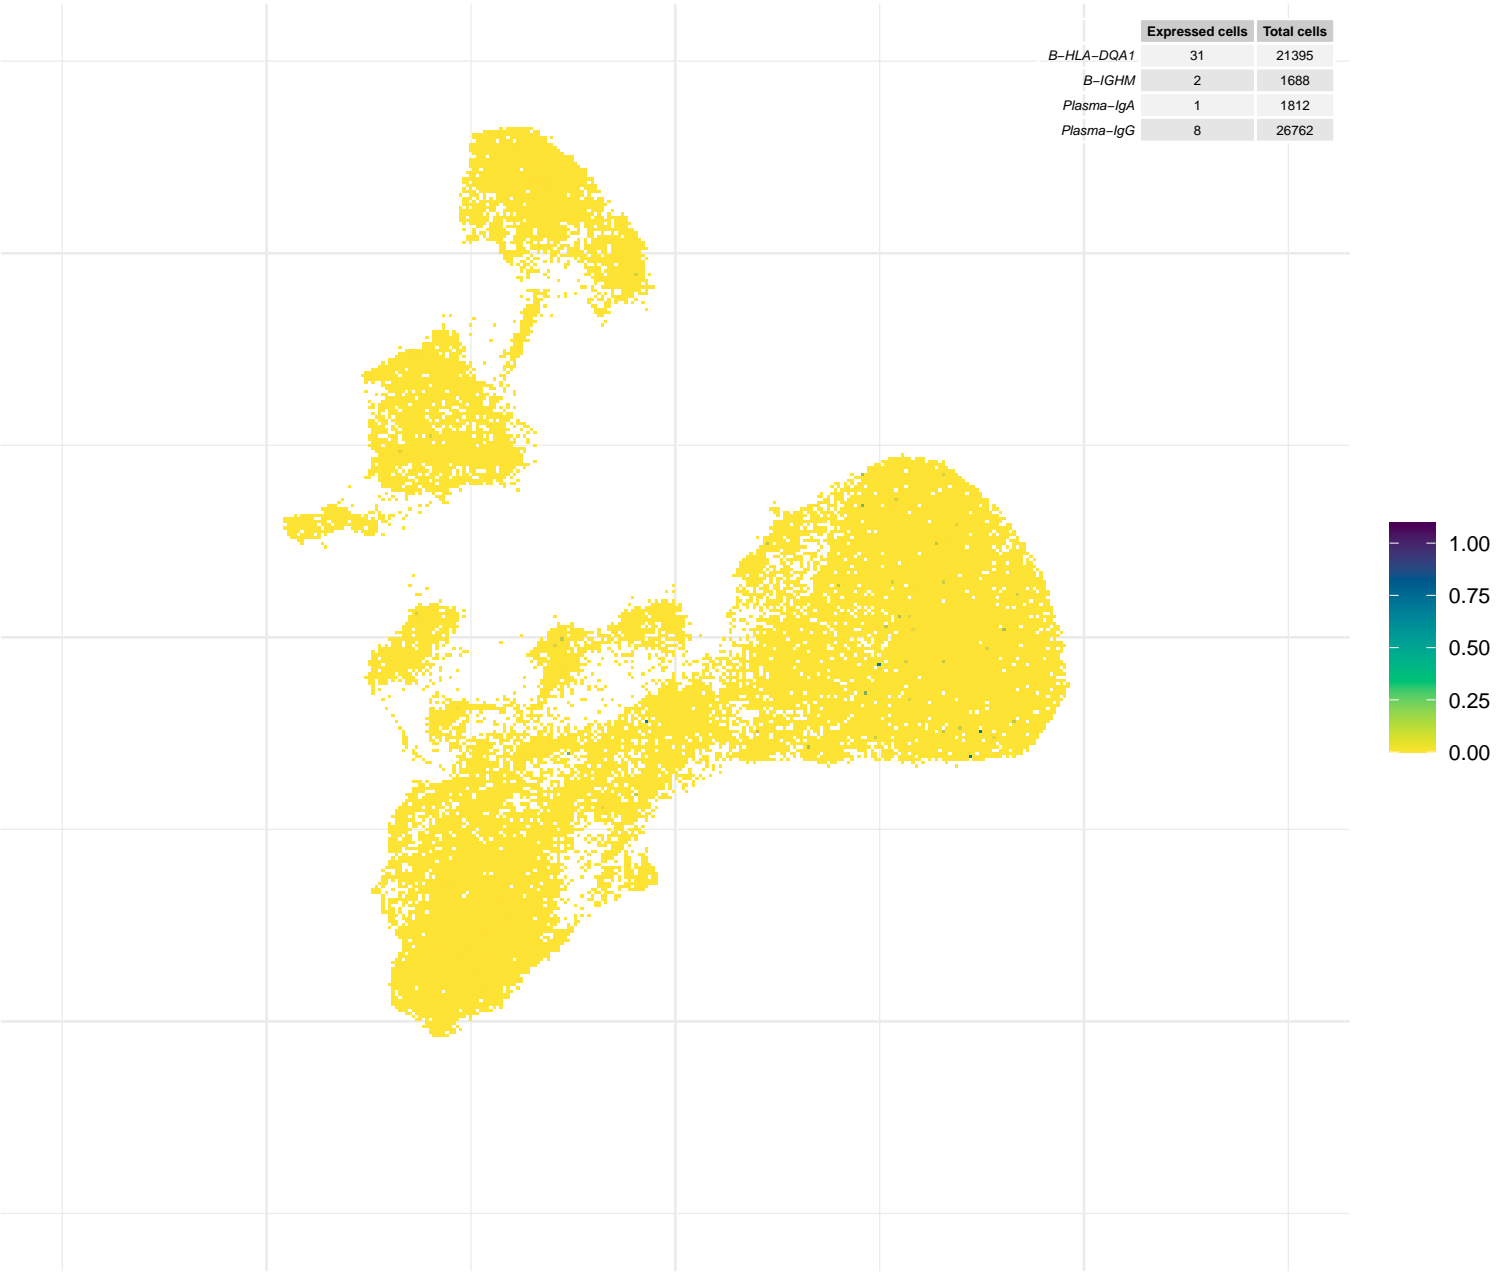 Expressed cells Total cells
B−HLA−DQA1 31 21395
B−IGHM 2 1688
Plasma−IgA 1 1812
Plasma−IgG 8 26762
1.00
0.75
0.50
0.25
0.00